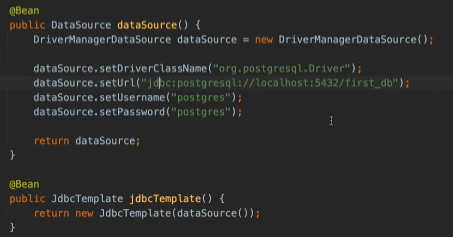 @Bean
public DataSource dataSource() {
DriverManagerDataSource dataSource = new DriverManagerDataSource();
dataSource.setDriverClassName("org.postgresql.Driver");
dataSource.setUrl("jdbc:postgresql://localhost:5432/first_db");
dataSource.setUsername("postgres");
dataSource.setPassword("postgres");
return dataSource;
}
@Bean
public JdbcTemplate jdbcTemplate() {
return new JdbcTemplate(dataSource());
}